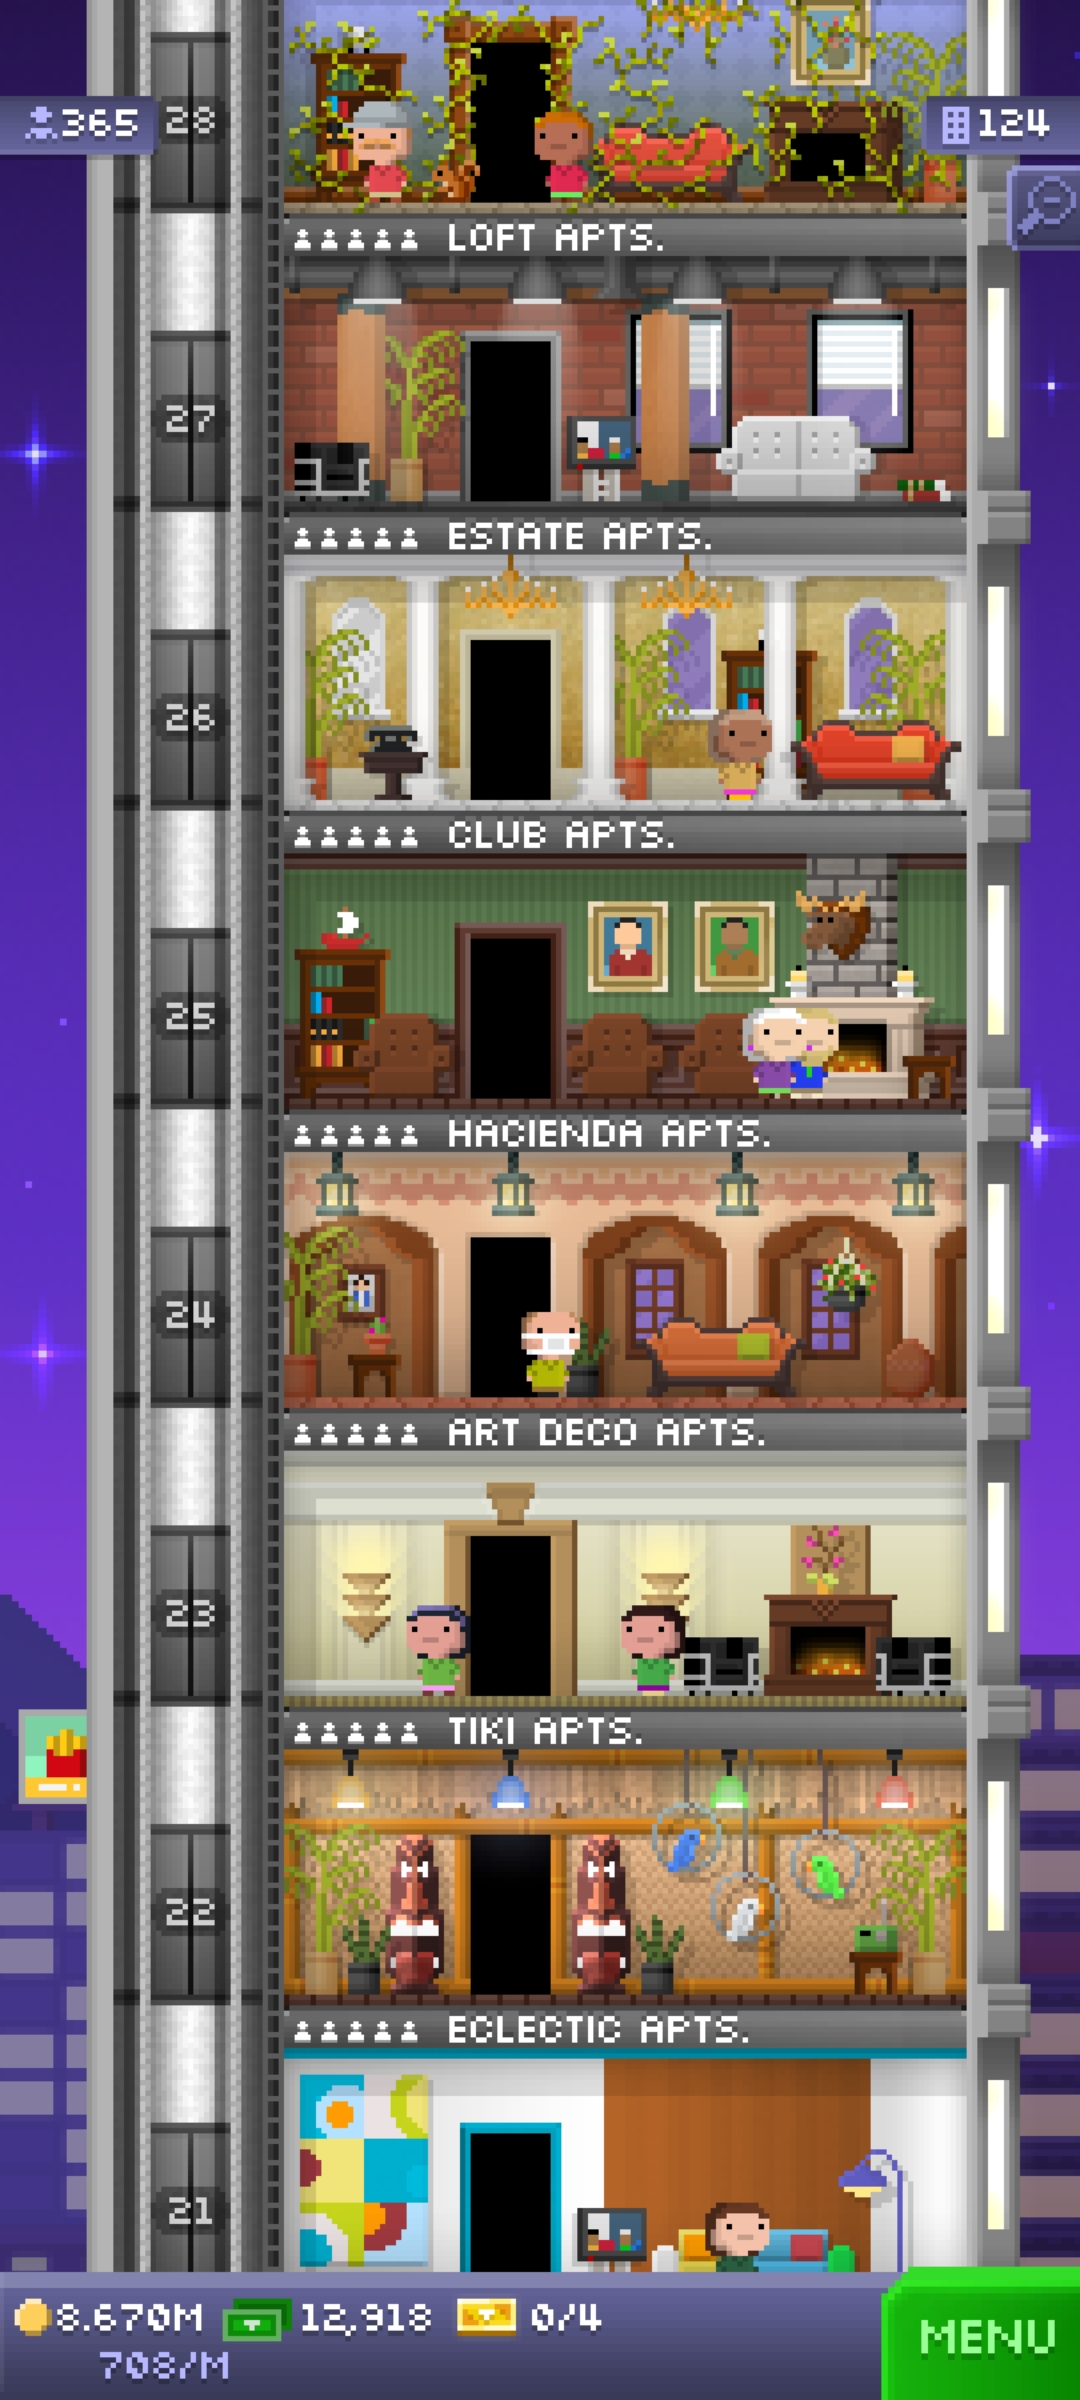 365
28
124
LOFT APTS.
27
ESTATE APTS.
26
CLUB APTS.
25
HACIENDA APTS.
24
ART DECO APTS.
23
TIKI APTS.
22
ECLECTIC APTS.
21
8.670M 12,918 0/4
708/M
MENU